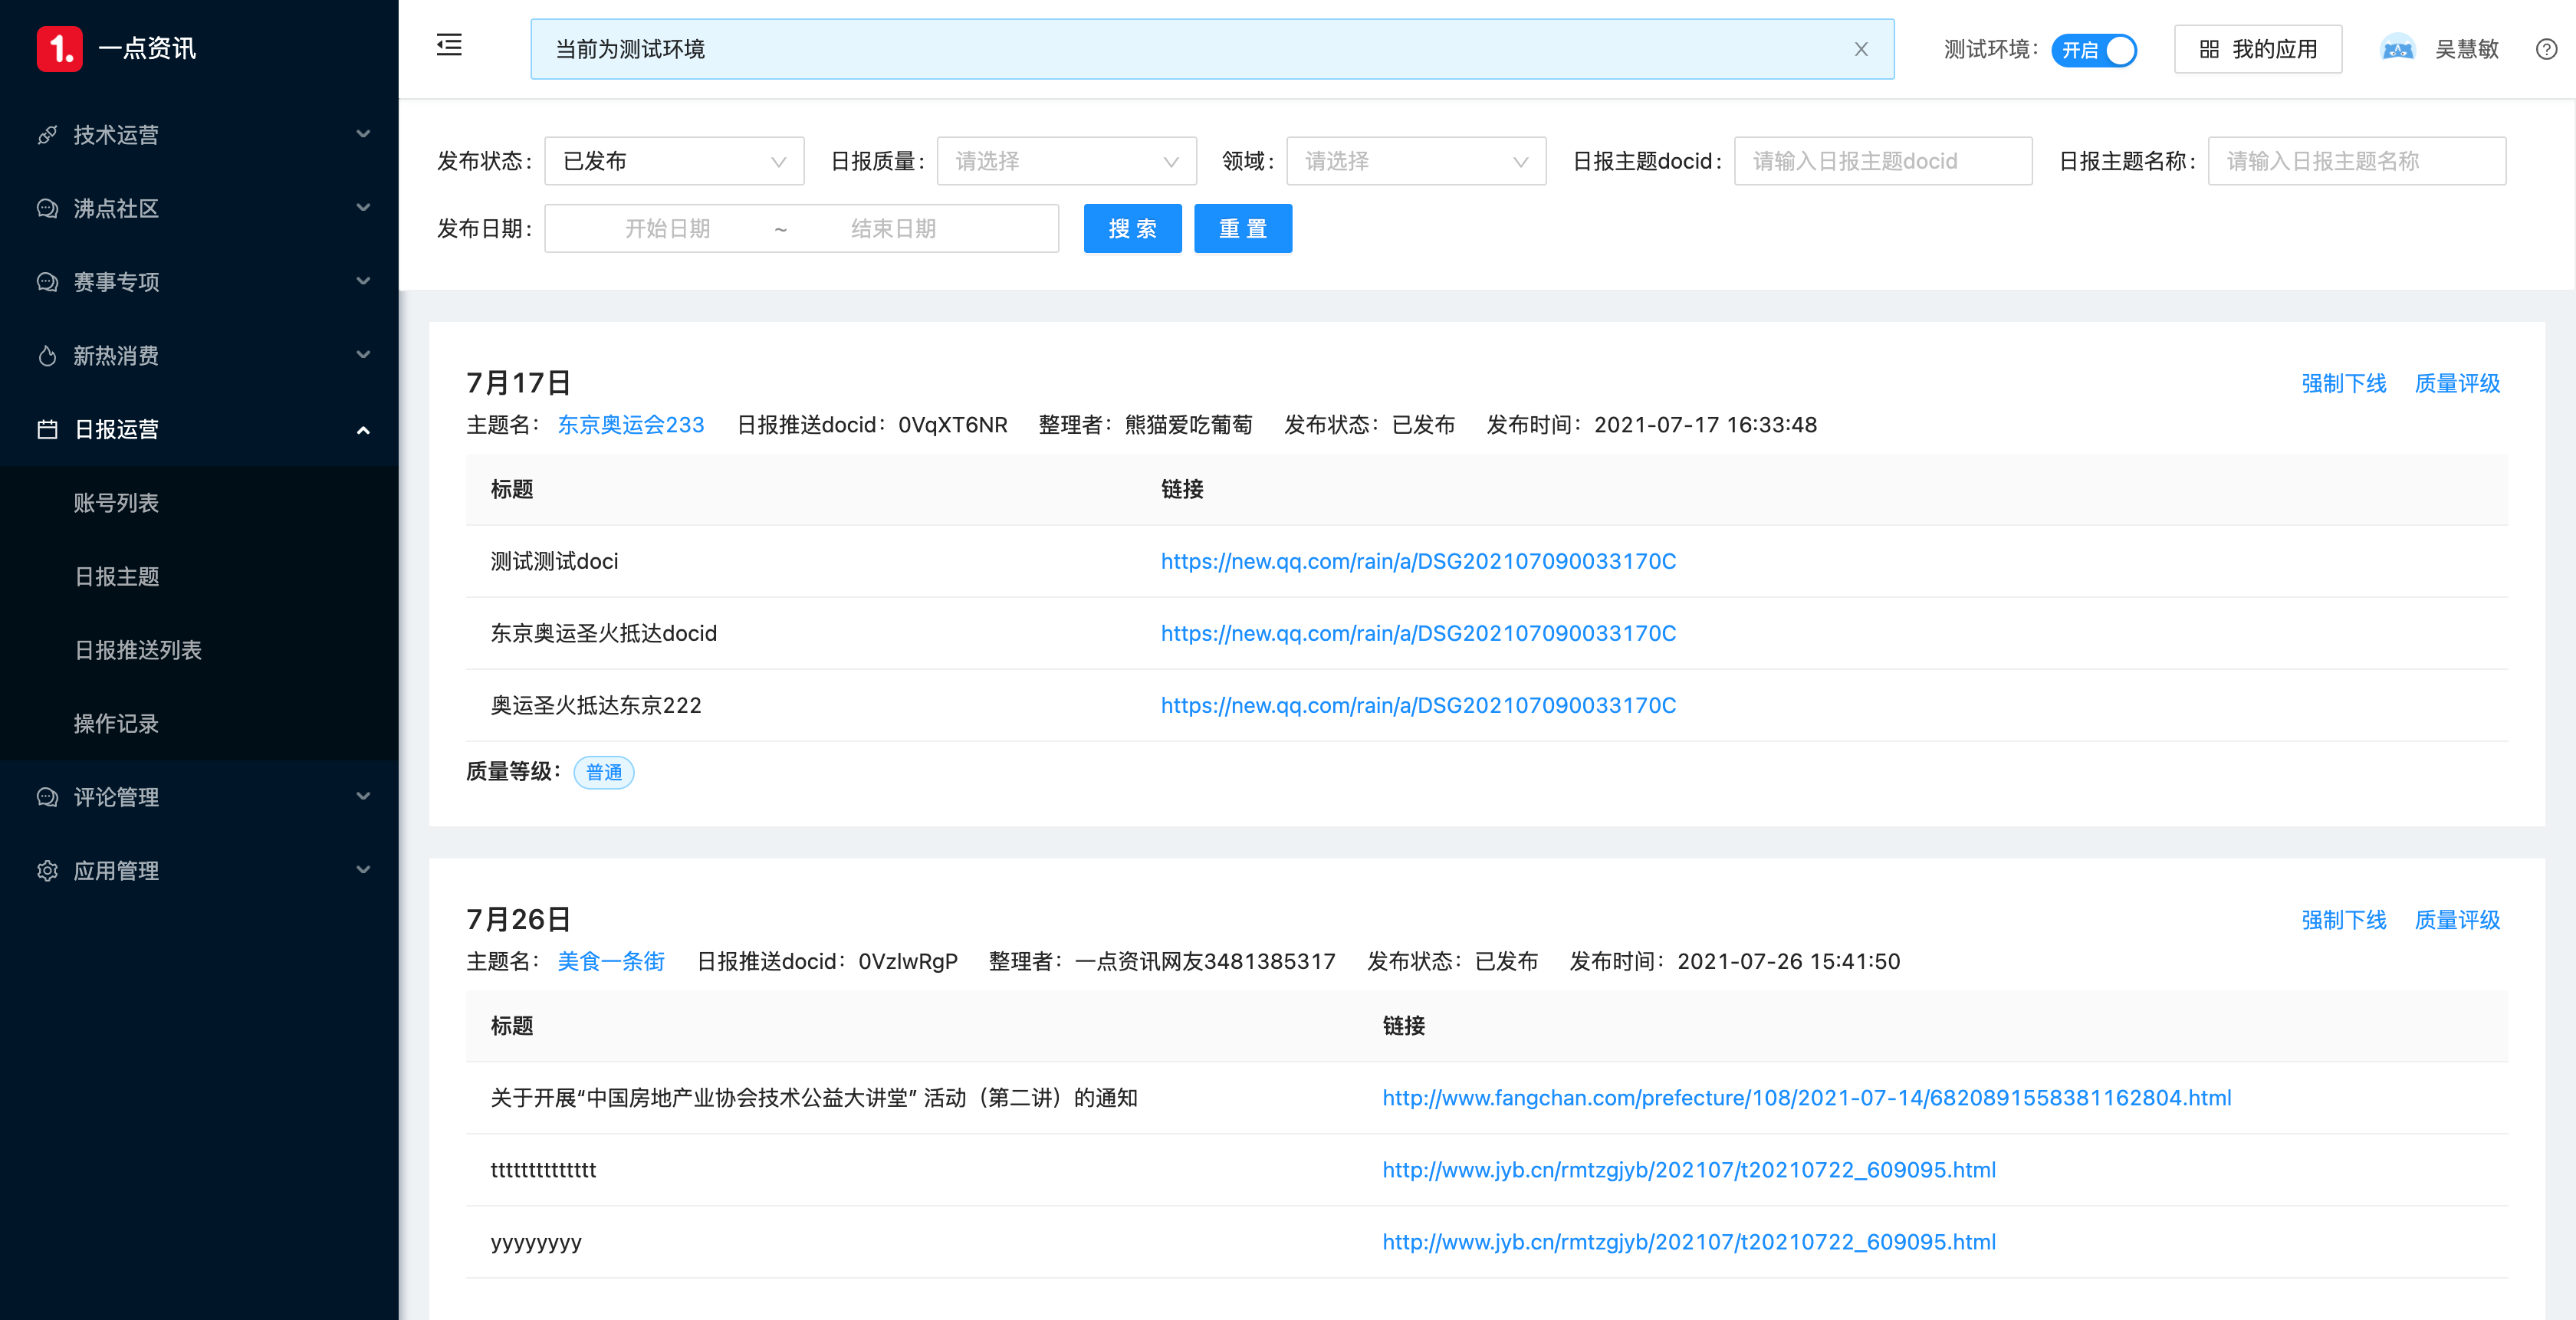 1. 一点资讯
当前为测试环境
测试环境: 开启
我的应用
吴慧敏
技术运营
沸点社区
赛事专项
新热消费
日报运营
账号列表
日报主题
日报推送列表
操作记录
评论管理
应用管理
发布状态: 已发布 日报质量: 请选择 领域: 请选择 日报主题docid: 请输入日报主题docid 日报主题名称: 请输入日报主题名称
发布日期: 开始日期 ~ 结束日期 搜 索 重 置
7月17日 强制下线 质量评级
主题名： 东京奥运会233 日报推送docid：0VqXT6NR 整理者：熊猫爱吃葡萄 发布状态：已发布 发布时间：2021-07-17 16:33:48
标题 链接
测试测试doci https://new.qq.com/rain/a/DSG202107090033170C
东京奥运圣火抵达docid https://new.qq.com/rain/a/DSG202107090033170C
奥运圣火抵达东京222 https://new.qq.com/rain/a/DSG202107090033170C
质量等级： 普通
7月26日 强制下线 质量评级
主题名： 美食一条街 日报推送docid：0VzlwRgP 整理者：一点资讯网友3481385317 发布状态：已发布 发布时间：2021-07-26 15:41:50
标题 链接
关于开展“中国房地产业协会技术公益大讲堂” 活动（第二讲）的通知 http://www.fangchan.com/prefecture/108/2021-07-14/6820891558381162804.html
tttttttttttttt http://www.jyb.cn/rmtzgjyb/202107/t20210722_609095.html
yyyyyyyy http://www.jyb.cn/rmtzgjyb/202107/t20210722_609095.html